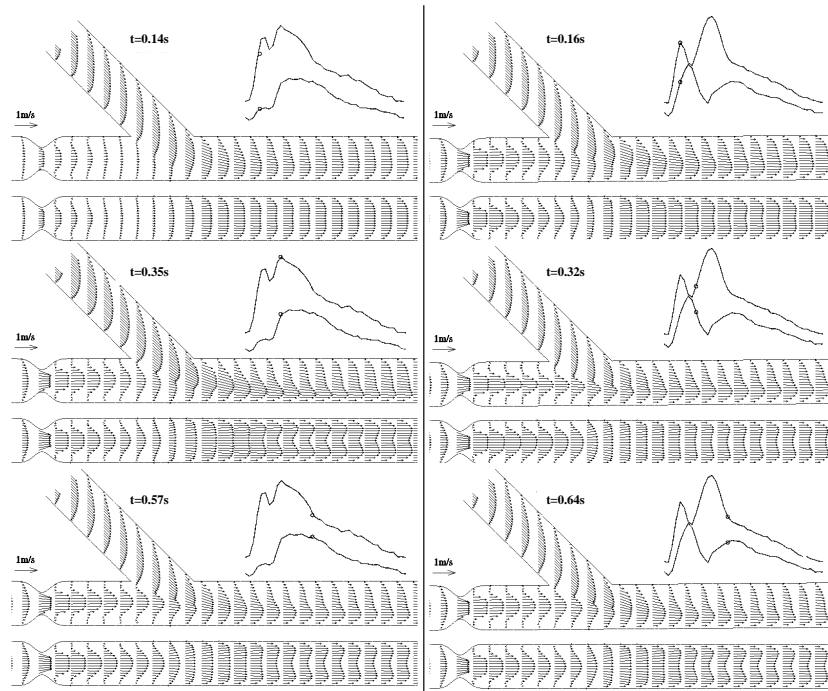 t=0.14s
1m/s
t=0.35s
1m/s
t=0.57s
1m/s
t=0.16s
1m/s
t=0.32s
1m/s
t=0.64s
1m/s